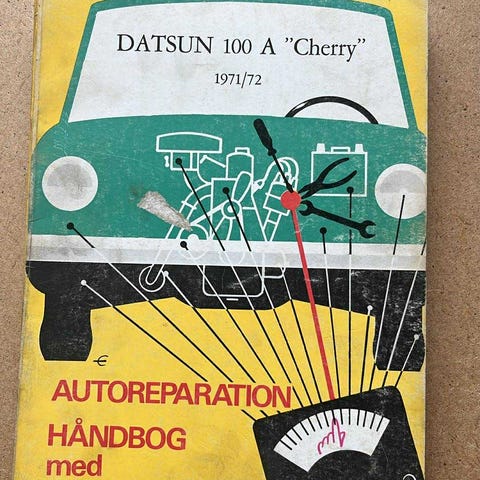 DATSUN 100 A "Cherry"
1971/72
€
AUTOREPARATION
HÅNDBOG
med